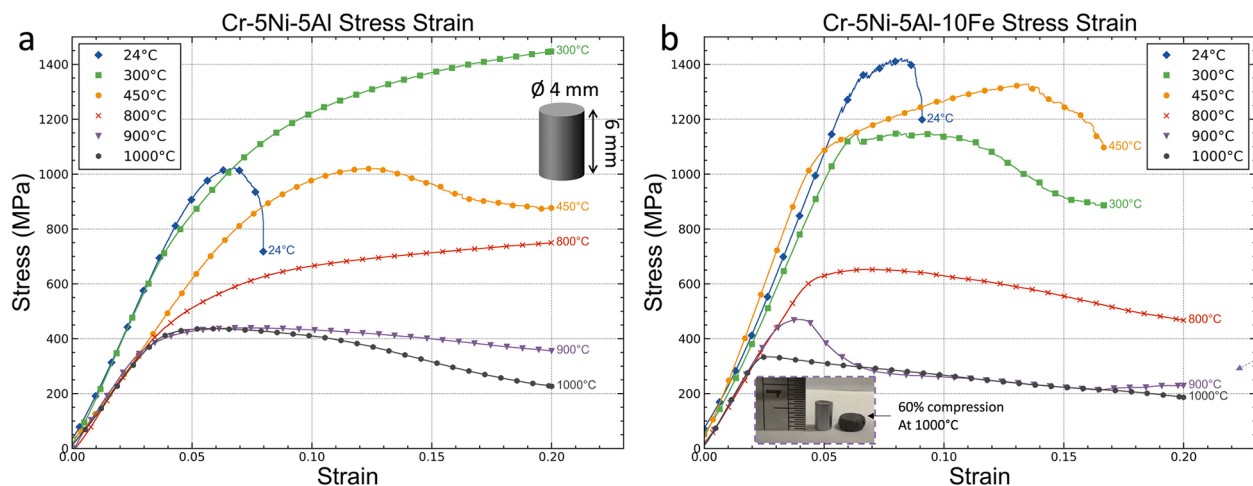 a
Cr-5Ni-5Al Stress Strain
Stress (MPa)
1400
1200
1000
800
600
400
200
0
0.00
0.05
0.10
0.15
0.20
Strain
24°C
300°C
450°C
800°C
900°C
1000°C
300°C
Ø 4 mm
6 mm
24°C
450°C
800°C
900°C
1000°C
b
Cr-5Ni-5Al-10Fe Stress Strain
Stress (MPa)
1400
1200
1000
800
600
400
200
0
0.00
0.05
0.10
0.15
0.20
Strain
24°C
300°C
450°C
800°C
900°C
1000°C
24°C
450°C
300°C
800°C
900°C
1000°C
60% compression
At 1000°C